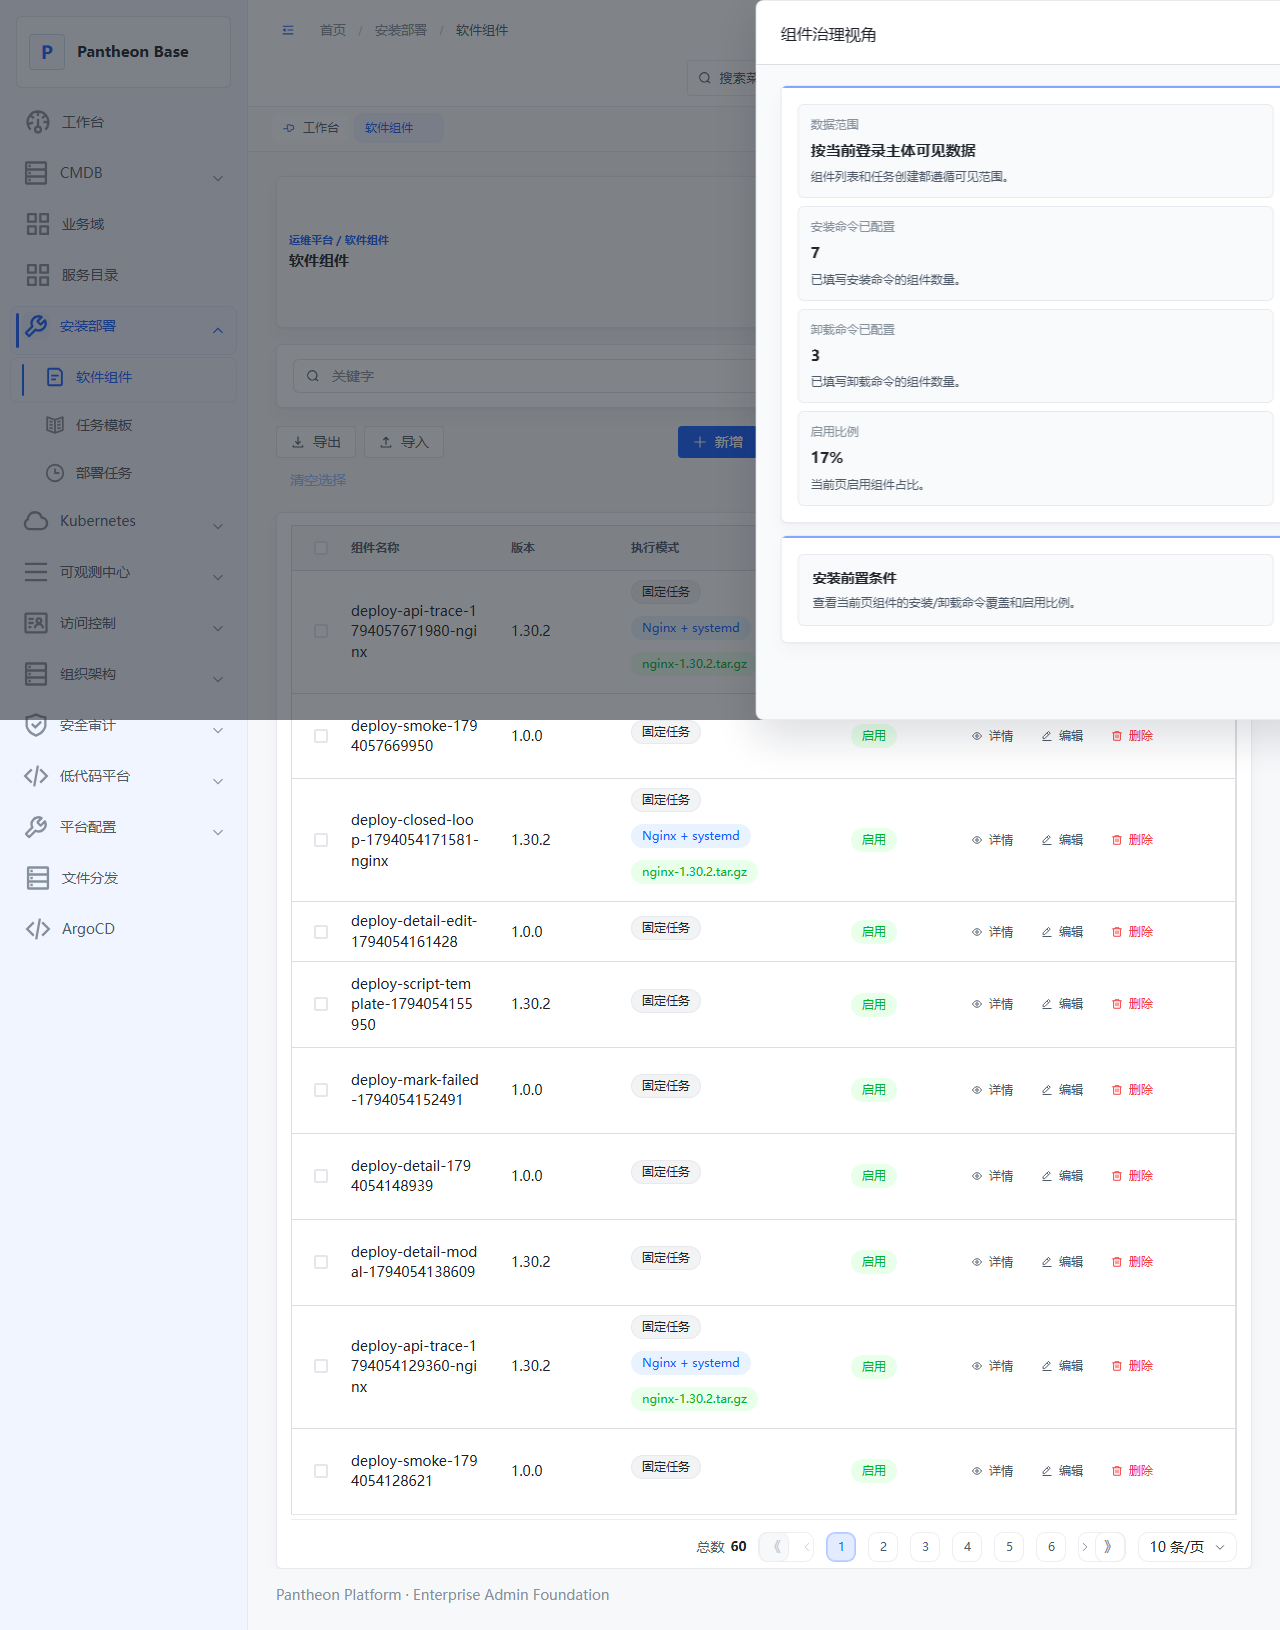 P
Pantheon Base
工作台
CMDB
业务域
服务目录
安装部署
软件组件
任务模板
部署任务
Kubernetes
可观测中心
访问控制
组织架构
安全审计
低代码平台
平台配置
文件分发
ArgoCD
首页 / 安装部署 / 软件组件
搜索菜
工作台
软件组件
运维平台 / 软件组件
软件组件
关键字
导出
导入
新增
清空选择
组件名称 版本 执行模式
deploy-api-trace-1
794057671980-ngi
nx
1.30.2
固定任务
Nginx + systemd
nginx-1.30.2.tar.gz
deploy-smoke-179
4057669950
1.0.0
固定任务
启用
详情
编辑
删除
deploy-closed-loo
p-1794054171581-
nginx
1.30.2
固定任务
Nginx + systemd
nginx-1.30.2.tar.gz
启用
详情
编辑
删除
deploy-detail-edit-
1794054161428
1.0.0
固定任务
启用
详情
编辑
删除
deploy-script-tem
plate-1794054155
950
1.30.2
固定任务
启用
详情
编辑
删除
deploy-mark-failed
-1794054152491
1.0.0
固定任务
启用
详情
编辑
删除
deploy-detail-179
4054148939
1.0.0
固定任务
启用
详情
编辑
删除
deploy-detail-mod
al-1794054138609
1.30.2
固定任务
启用
详情
编辑
删除
deploy-api-trace-1
794054129360-ngi
nx
1.30.2
固定任务
Nginx + systemd
nginx-1.30.2.tar.gz
启用
详情
编辑
删除
deploy-smoke-179
4054128621
1.0.0
固定任务
启用
详情
编辑
删除
总数 60 《 1 2 3 4 5 6 》 10 条/页
Pantheon Platform · Enterprise Admin Foundation
组件治理视角
数据范围
按当前登录主体可见数据
组件列表和任务创建都遵循可见范围。
安装命令已配置
7
已填写安装命令的组件数量。
卸载命令已配置
3
已填写卸载命令的组件数量。
启用比例
17%
当前页启用组件占比。
安装前置条件
查看当前页组件的安装/卸载命令覆盖和启用比例。